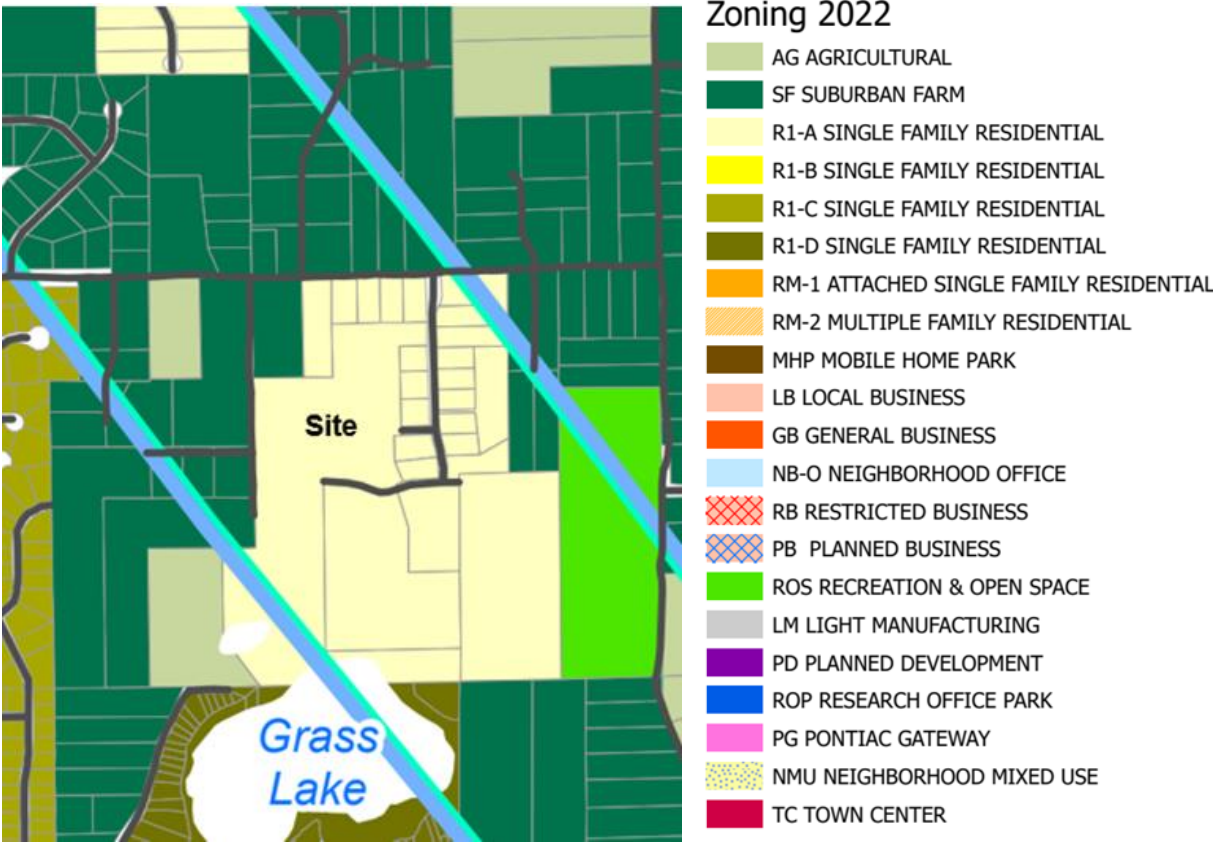 Site
Grass
Lake
Zoning 2022
AG AGRICULTURAL
SF SUBURBAN FARM
R1-A SINGLE FAMILY RESIDENTIAL
R1-B SINGLE FAMILY RESIDENTIAL
R1-C SINGLE FAMILY RESIDENTIAL
R1-D SINGLE FAMILY RESIDENTIAL
RM-1 ATTACHED SINGLE FAMILY RESIDENTIAL
RM-2 MULTIPLE FAMILY RESIDENTIAL
MHP MOBILE HOME PARK
LB LOCAL BUSINESS
GB GENERAL BUSINESS
NB-O NEIGHBORHOOD OFFICE
RB RESTRICTED BUSINESS
PB PLANNED BUSINESS
ROS RECREATION & OPEN SPACE
LM LIGHT MANUFACTURING
PD PLANNED DEVELOPMENT
ROP RESEARCH OFFICE PARK
PG PONTIAC GATEWAY
NMU NEIGHBORHOOD MIXED USE
TC TOWN CENTER